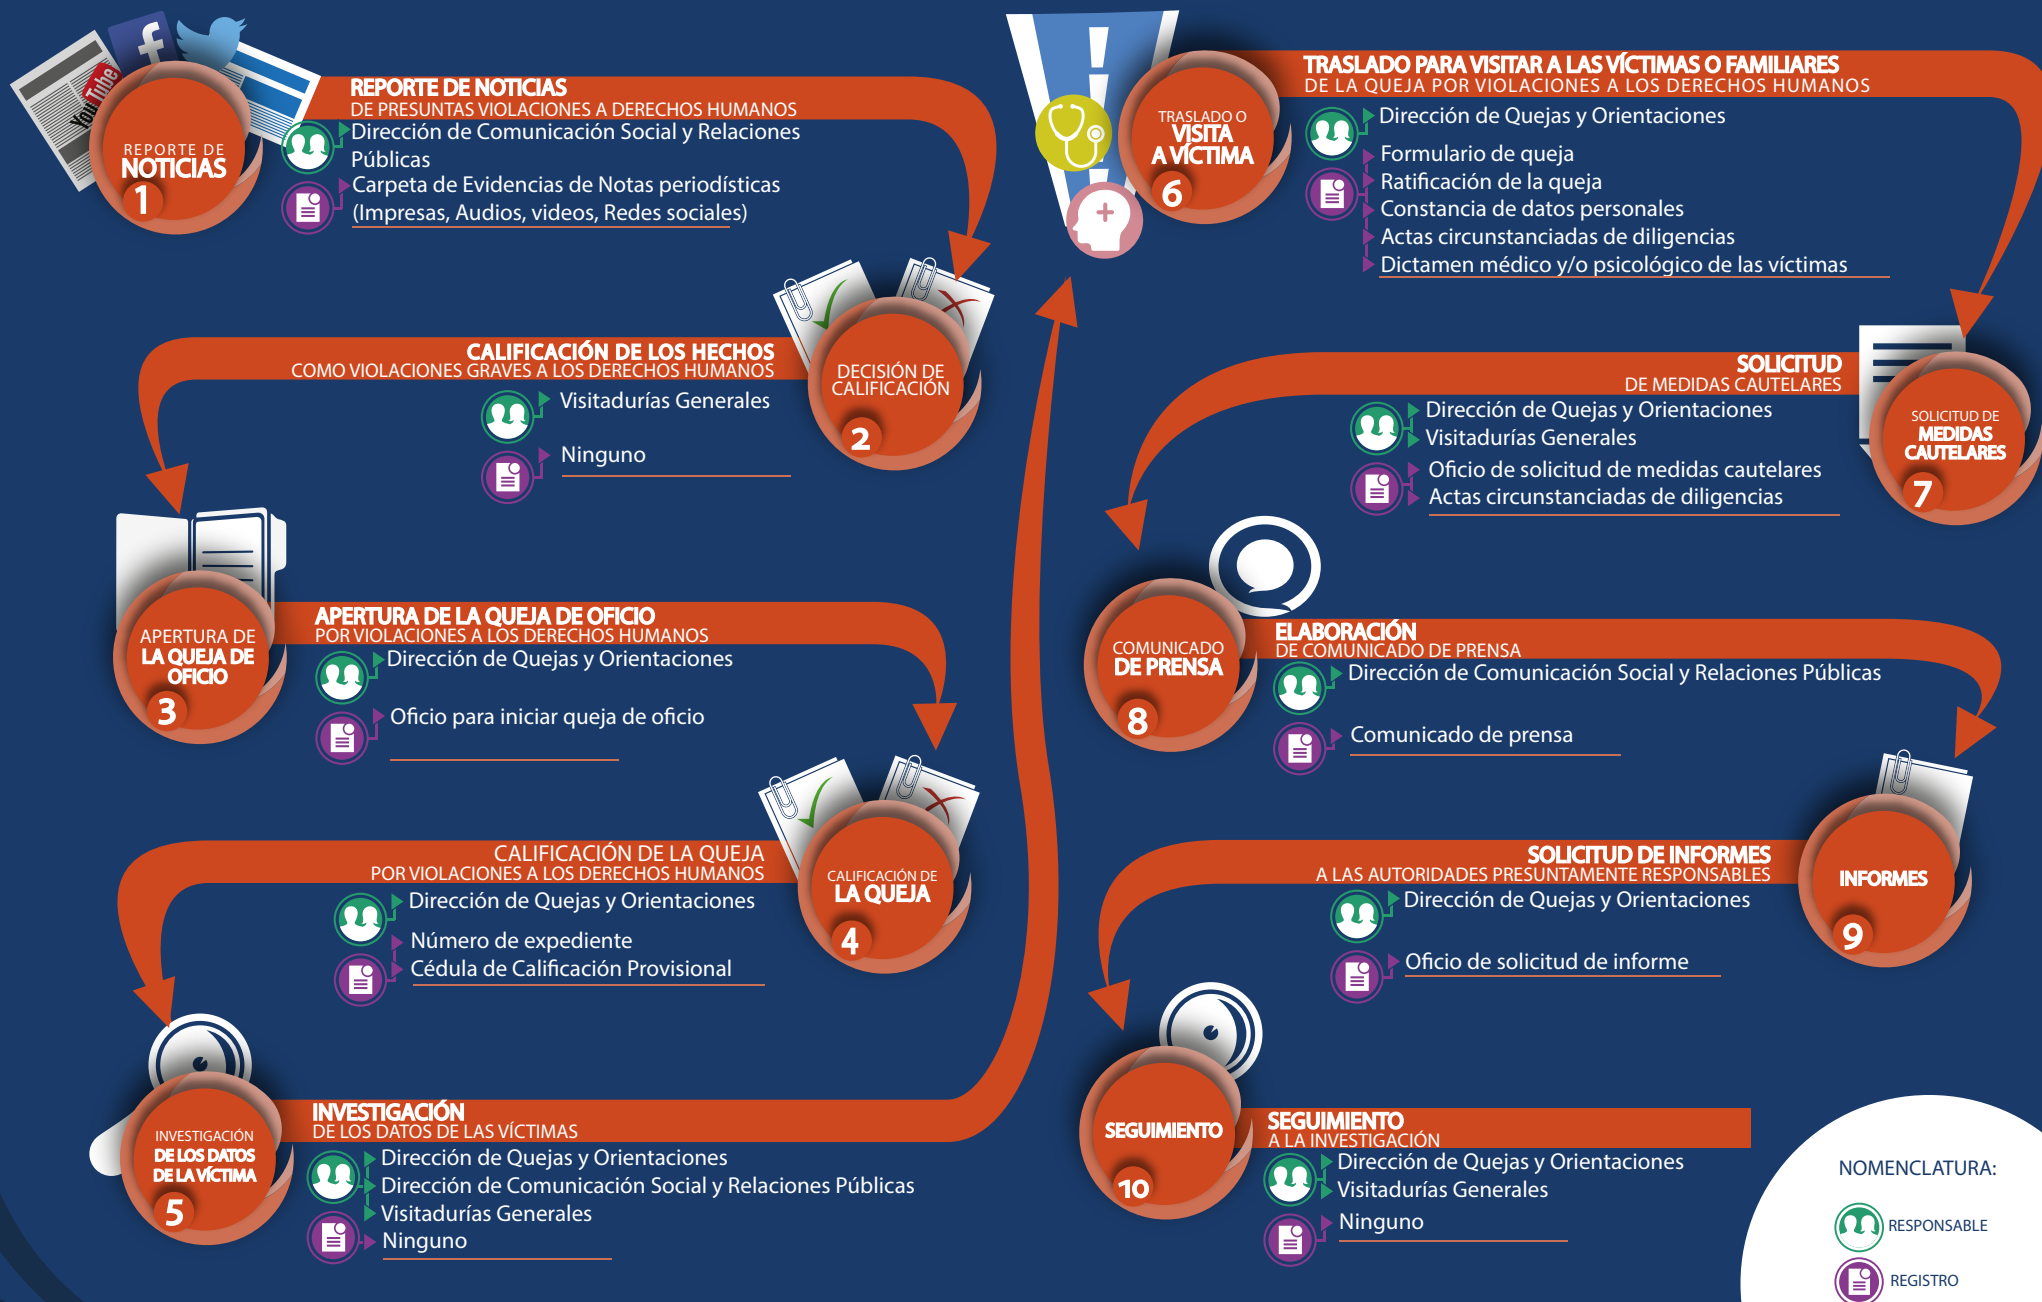 You Tube
f
REPORTE DE
NOTICIAS
1
REPORTE DE NOTICIAS
DE PRESUNTAS VIOLACIONES A DERECHOS HUMANOS
Dirección de Comunicación Social y Relaciones
Públicas
Carpeta de Evidencias de Notas periodísticas
(Impresas, Audios, videos, Redes sociales)
DECISIÓN DE
CALIFICACIÓN
2
CALIFICACIÓN DE LOS HECHOS
COMO VIOLACIONES GRAVES A LOS DERECHOS HUMANOS
Visitadurías Generales
Ninguno
APERTURA DE
LA QUEJA DE
OFICIO
3
APERTURA DE LA QUEJA DE OFICIO
POR VIOLACIONES A LOS DERECHOS HUMANOS
Dirección de Quejas y Orientaciones
Oficio para iniciar queja de oficio
CALIFICACIÓN DE
LA QUEJA
4
CALIFICACIÓN DE LA QUEJA
POR VIOLACIONES A LOS DERECHOS HUMANOS
Dirección de Quejas y Orientaciones
Número de expediente
Cédula de Calificación Provisional
INVESTIGACIÓN
DE LOS DATOS
DE LA VÍCTIMA
5
INVESTIGACIÓN
DE LOS DATOS DE LAS VÍCTIMAS
Dirección de Quejas y Orientaciones
Dirección de Comunicación Social y Relaciones Públicas
Visitadurías Generales
Ninguno
TRASLADO O
VISITA
A VÍCTIMA
6
TRASLADO PARA VISITAR A LAS VÍCTIMAS O FAMILIARES
DE LA QUEJA POR VIOLACIONES A LOS DERECHOS HUMANOS
Dirección de Quejas y Orientaciones
Formulario de queja
Ratificación de la queja
Constancia de datos personales
Actas circunstanciadas de diligencias
Dictamen médico y/o psicológico de las víctimas
SOLICITUD DE
MEDIDAS
CAUTELARES
7
SOLICITUD
DE MEDIDAS CAUTELARES
Dirección de Quejas y Orientaciones
Visitadurías Generales
Oficio de solicitud de medidas cautelares
Actas circunstanciadas de diligencias
COMUNICADO
DE PRENSA
8
ELABORACIÓN
DE COMUNICADO DE PRENSA
Dirección de Comunicación Social y Relaciones Públicas
Comunicado de prensa
INFORMES
9
SOLICITUD DE INFORMES
A LAS AUTORIDADES PRESUNTAMENTE RESPONSABLES
Dirección de Quejas y Orientaciones
Oficio de solicitud de informe
SEGUIMIENTO
10
SEGUIMIENTO
A LA INVESTIGACIÓN
Dirección de Quejas y Orientaciones
Visitadurías Generales
Ninguno
NOMENCLATURA:
RESPONSABLE
REGISTRO